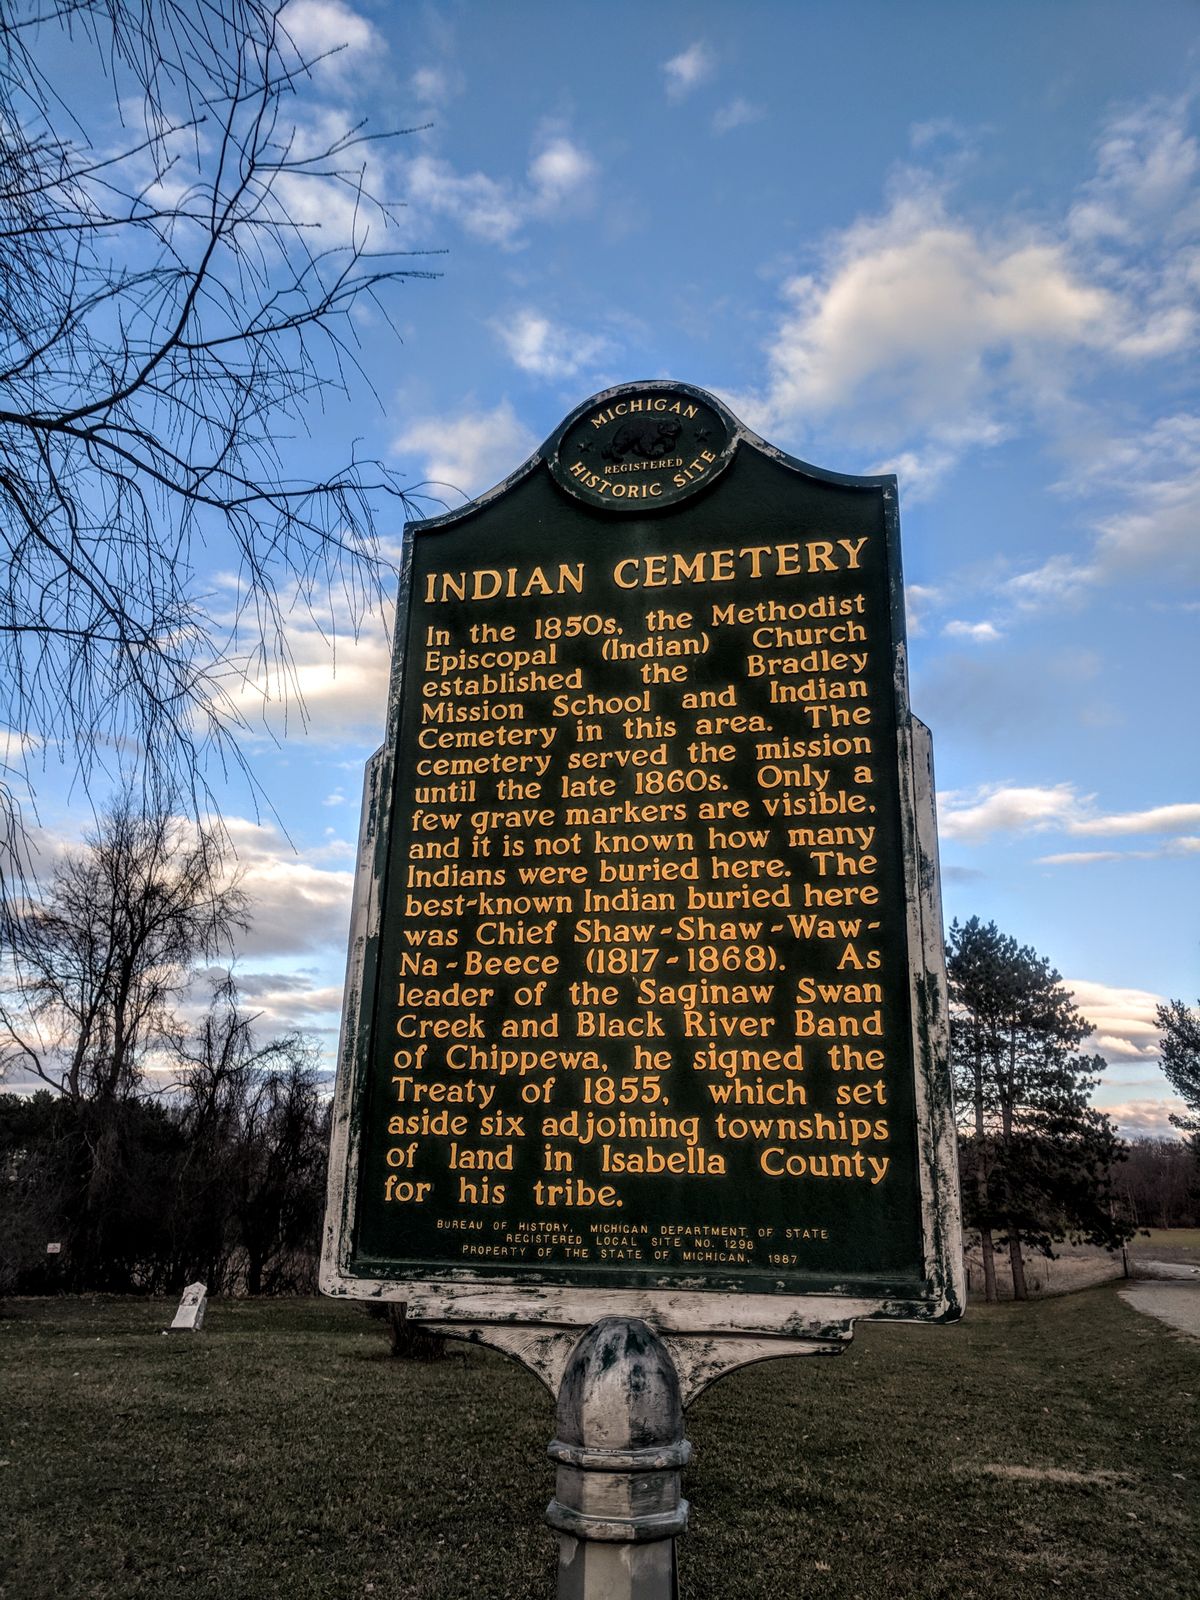 MICHIGAN
REGISTERED
HISTORIC SITE
INDIAN CEMETERY
In the 1850s, the Methodist
Episcopal (Indian) Church
established the Bradley
Mission School and Indian
Cemetery in this area. The
cemetery served the mission
until the late 1860s. Only a
few grave markers are visible,
and it is not known how many
Indians were buried here. The
best-known Indian buried here
was Chief Shaw-Shaw-Waw-
Na-Beece (1817-1868). As
leader of the Saginaw Swan
Creek and Black River Band
of Chippewa, he signed the
Treaty of 1855, which set
aside six adjoining townships
of land in Isabella County
for his tribe.
BUREAU OF HISTORY, MICHIGAN DEPARTMENT OF STATE
REGISTERED LOCAL SITE NO. 1298
PROPERTY OF THE STATE OF MICHIGAN, 1987